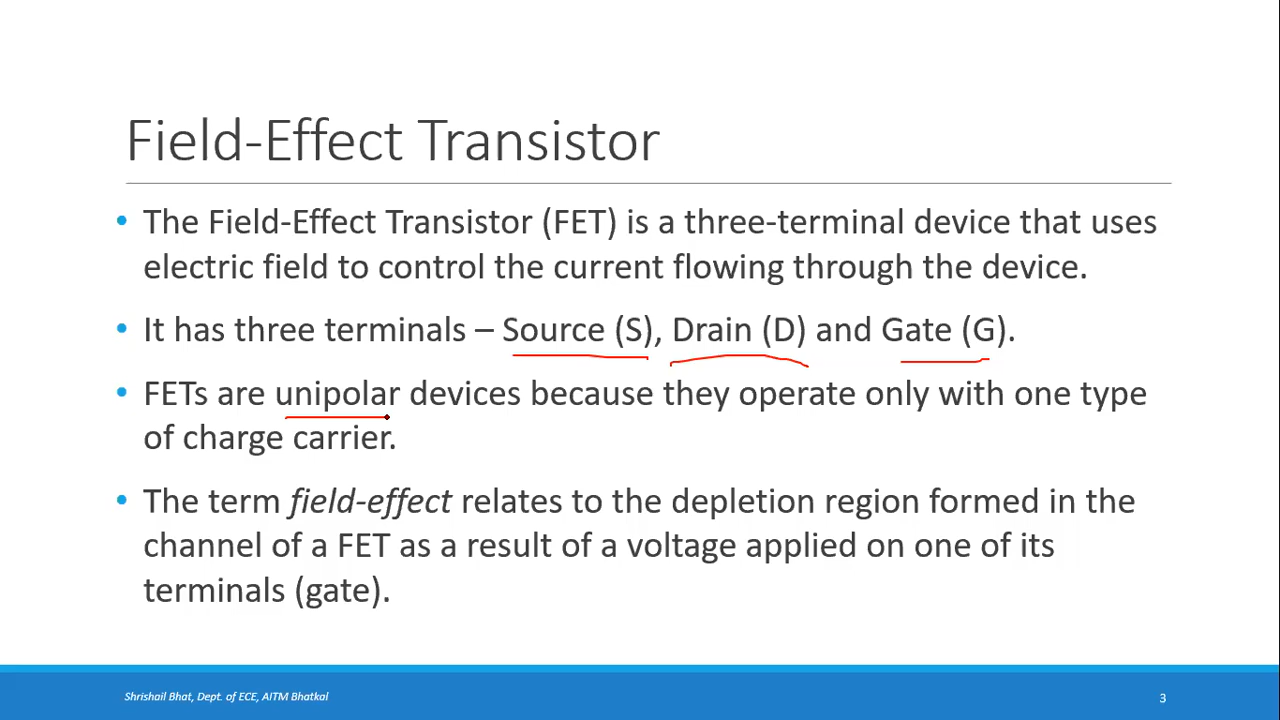 Field-Effect Transistor
• The Field-Effect Transistor (FET) is a three-terminal device that uses
electric field to control the current flowing through the device.
• It has three terminals – Source (S), Drain (D) and Gate (G).
• FETs are unipolar devices because they operate only with one type
of charge carrier.
• The term field-effect relates to the depletion region formed in the
channel of a FET as a result of a voltage applied on one of its
terminals (gate).
Shrishail Bhat, Dept. of ECE, AITM Bhatkal
3